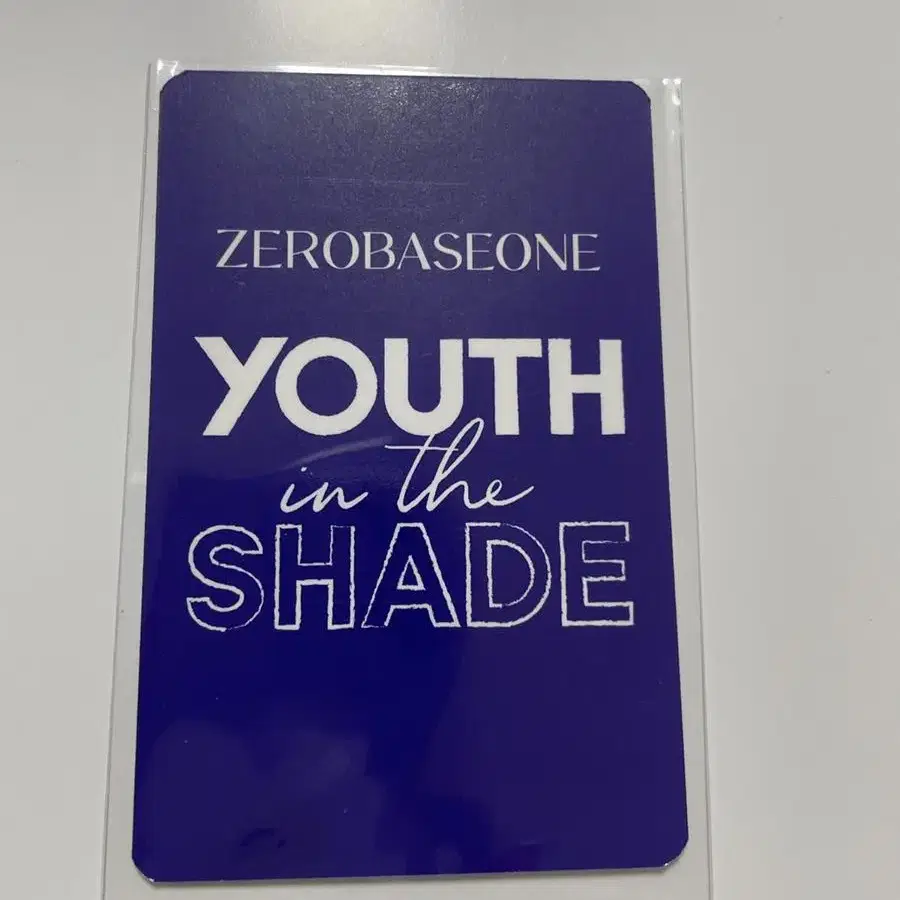 ZEROBASEONE
YOUTH
in the
SHADE